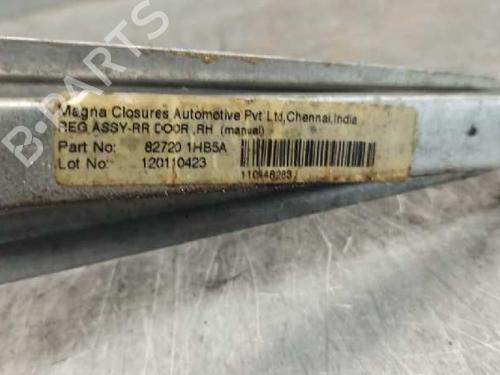 Magna Closures Automotive Pvt Ltd,Chennai,India
REG ASSY-RR DOOR ,RH (manual)
Part No: 82720 1HB5A
Lot No: 120110423
110948283
B-PARTS